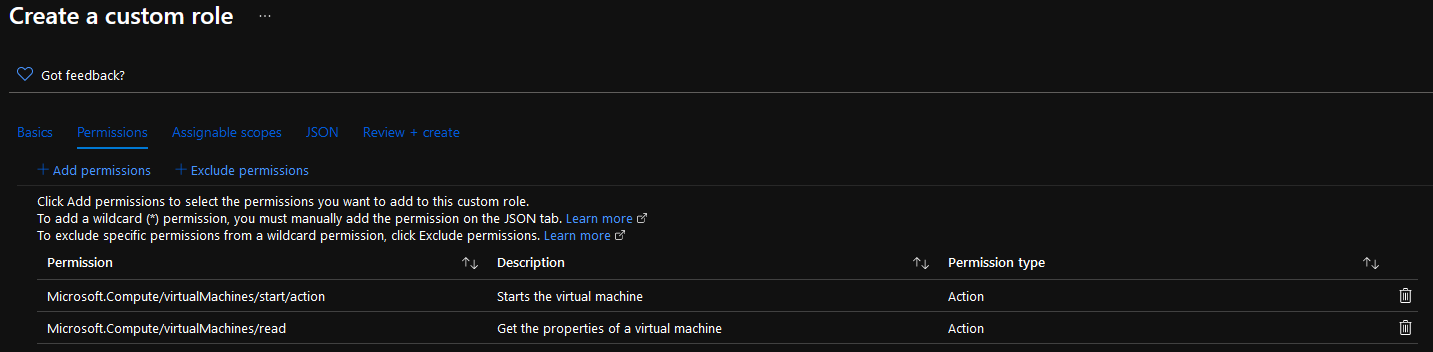 Create a custom role ...
Got feedback?
Basics Permissions Assignable scopes JSON Review + create
+ Add permissions + Exclude permissions
Click Add permissions to select the permissions you want to add to this custom role.
To add a wildcard (*) permission, you must manually add the permission on the JSON tab. Learn more
To exclude specific permissions from a wildcard permission, click Exclude permissions. Learn more
Permission Description Permission type
Microsoft.Compute/virtualMachines/start/action Starts the virtual machine Action
Microsoft.Compute/virtualMachines/read Get the properties of a virtual machine Action